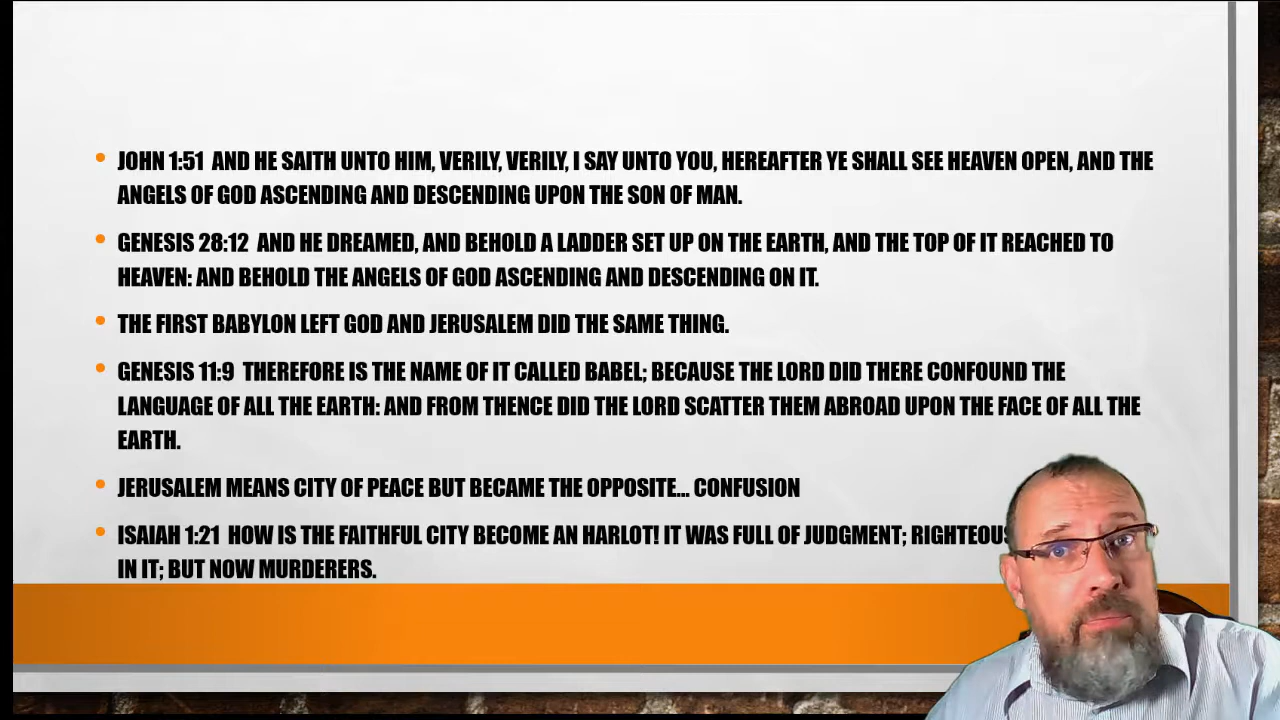 • JOHN 1:51 AND HE SAITH UNTO HIM, VERILY, VERILY, I SAY UNTO YOU, HEREAFTER YE SHALL SEE HEAVEN OPEN, AND THE
ANGELS OF GOD ASCENDING AND DESCENDING UPON THE SON OF MAN.
• GENESIS 28:12 AND HE DREAMED, AND BEHOLD A LADDER SET UP ON THE EARTH, AND THE TOP OF IT REACHED TO
HEAVEN: AND BEHOLD THE ANGELS OF GOD ASCENDING AND DESCENDING ON IT.
• THE FIRST BABYLON LEFT GOD AND JERUSALEM DID THE SAME THING.
• GENESIS 11:9 THEREFORE IS THE NAME OF IT CALLED BABEL; BECAUSE THE LORD DID THERE CONFOUND THE
LANGUAGE OF ALL THE EARTH: AND FROM THENCE DID THE LORD SCATTER THEM ABROAD UPON THE FACE OF ALL THE
EARTH.
• JERUSALEM MEANS CITY OF PEACE BUT BECAME THE OPPOSITE... CONFUSION
• ISAIAH 1:21 HOW IS THE FAITHFUL CITY BECOME AN HARLOT! IT WAS FULL OF JUDGMENT;
IN IT; BUT NOW MURDERERS.